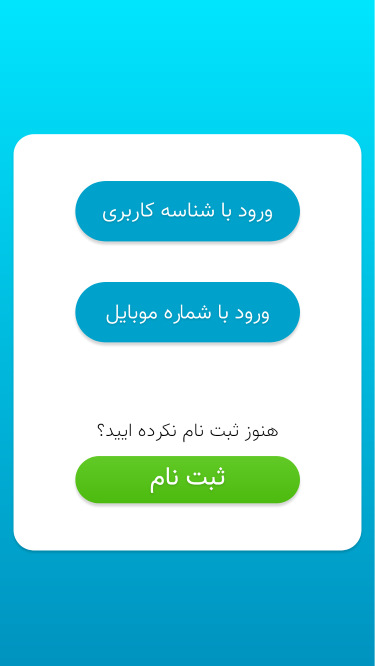 ورود با شناسه کاربری
ورود با شماره موبایل
هنوز ثبت نام نکرده ایید؟
ثبت نام